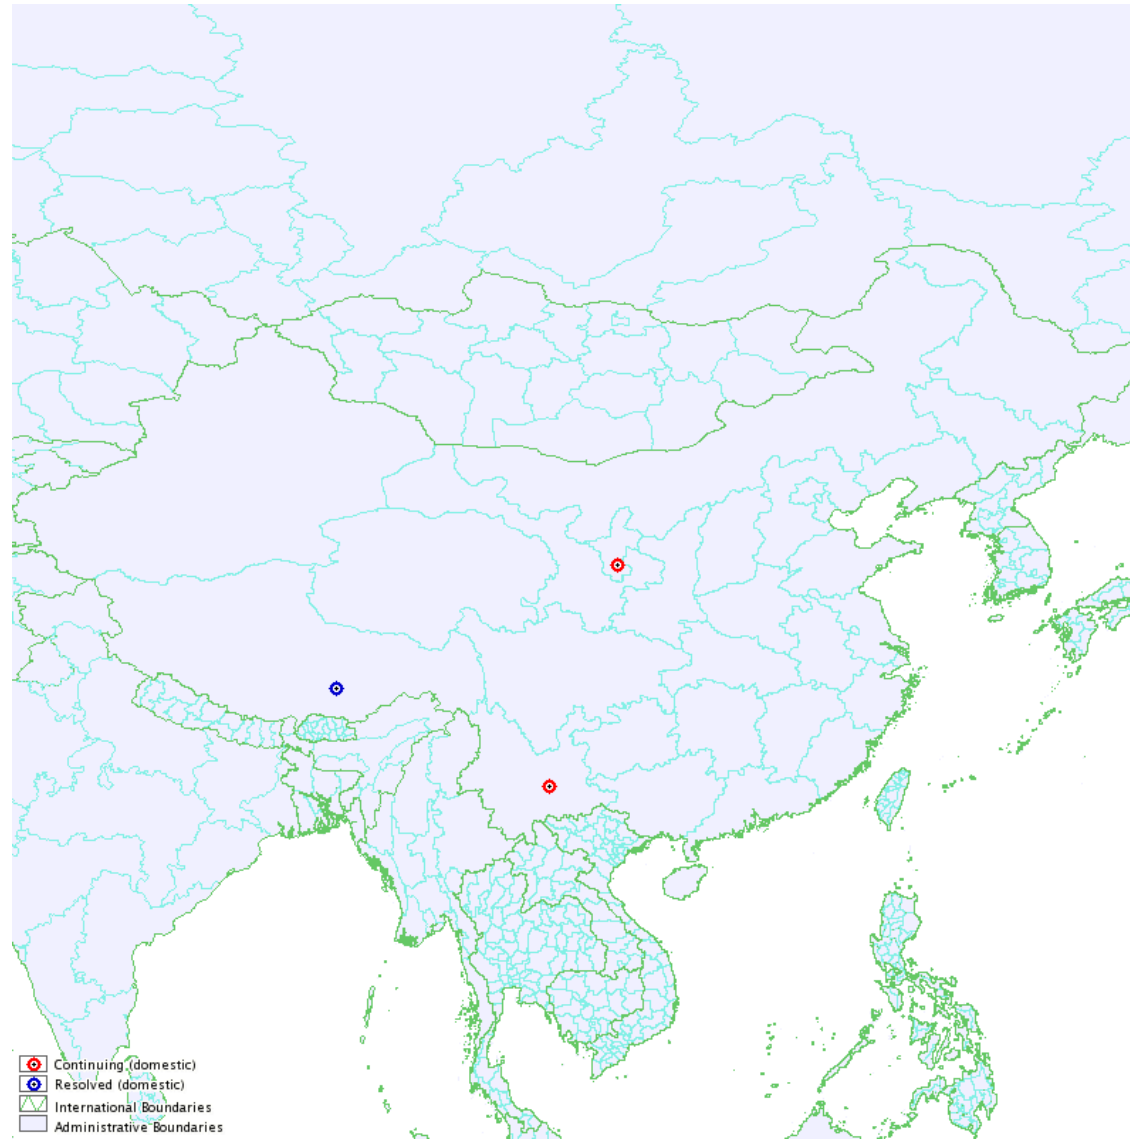 Continuing (domestic)
Resolved (domestic)
International Boundaries
Administrative Boundaries